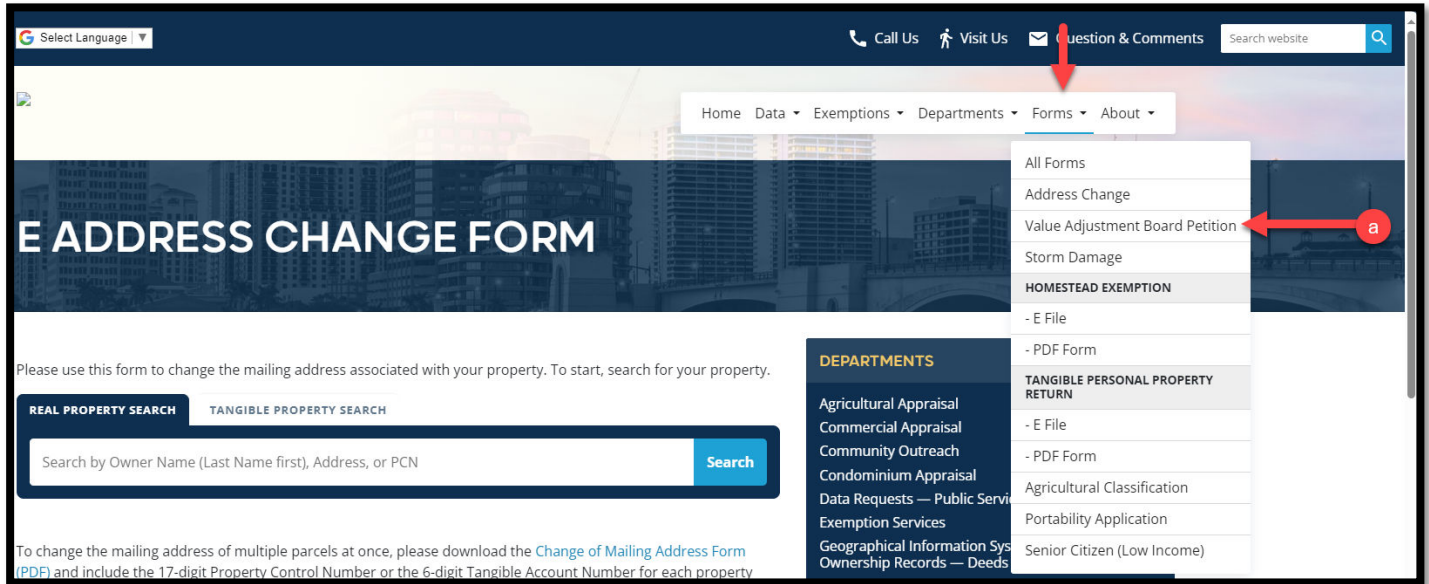 Select Language ▼
Call Us Visit Us Question & Comments Search website
Home Data Exemptions Departments Forms About
All Forms
Address Change
Value Adjustment Board Petition
a
Storm Damage
HOMESTEAD EXEMPTION
- E File
- PDF Form
TANGIBLE PERSONAL PROPERTY
RETURN
- E File
- PDF Form
Agricultural Classification
Portability Application
Senior Citizen (Low Income)
E ADDRESS CHANGE FORM
Please use this form to change the mailing address associated with your property. To start, search for your property.
REAL PROPERTY SEARCH TANGIBLE PROPERTY SEARCH
Search by Owner Name (Last Name first), Address, or PCN Search
To change the mailing address of multiple parcels at once, please download the Change of Mailing Address Form
(PDF) and include the 17-digit Property Control Number or the 6-digit Tangible Account Number for each property
DEPARTMENTS
Agricultural Appraisal
Commercial Appraisal
Community Outreach
Condominium Appraisal
Data Requests — Public Servi
Exemption Services
Geographical Information Sys
Ownership Records — Deeds